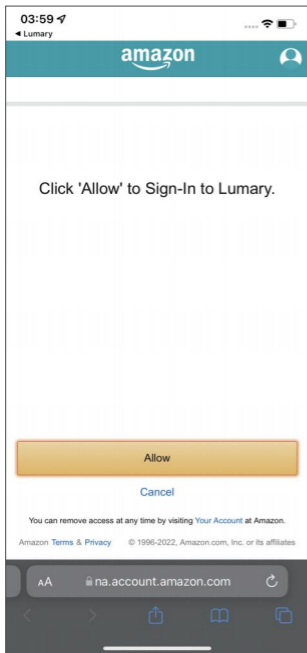 03:59
◀ Lumary
amazon
Click 'Allow' to Sign-In to Lumary.
Allow
Cancel
You can remove access at any time by visiting Your Account at Amazon.
Amazon Terms & Privacy © 1996-2022, Amazon.com, Inc. or its affiliates
AA na.account.amazon.com